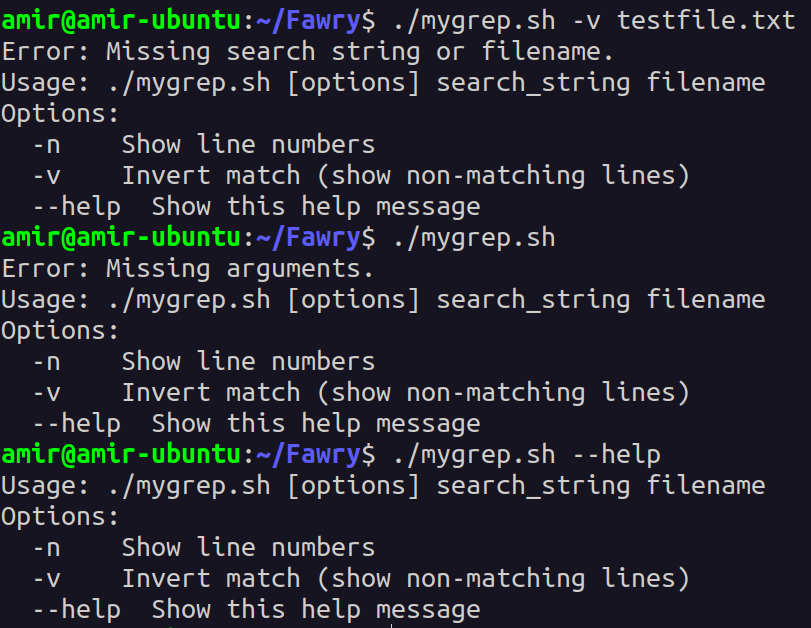 amir@amir-ubuntu:~/Fawry$ ./mygrep.sh -v testfile.txt
Error: Missing search string or filename.
Usage: ./mygrep.sh [options] search_string filename
Options:
  -n    Show line numbers
  -v    Invert match (show non-matching lines)
  --help  Show this help message
amir@amir-ubuntu:~/Fawry$ ./mygrep.sh
Error: Missing arguments.
Usage: ./mygrep.sh [options] search_string filename
Options:
  -n    Show line numbers
  -v    Invert match (show non-matching lines)
  --help  Show this help message
amir@amir-ubuntu:~/Fawry$ ./mygrep.sh --help
Usage: ./mygrep.sh [options] search_string filename
Options:
  -n    Show line numbers
  -v    Invert match (show non-matching lines)
  --help  Show this help message